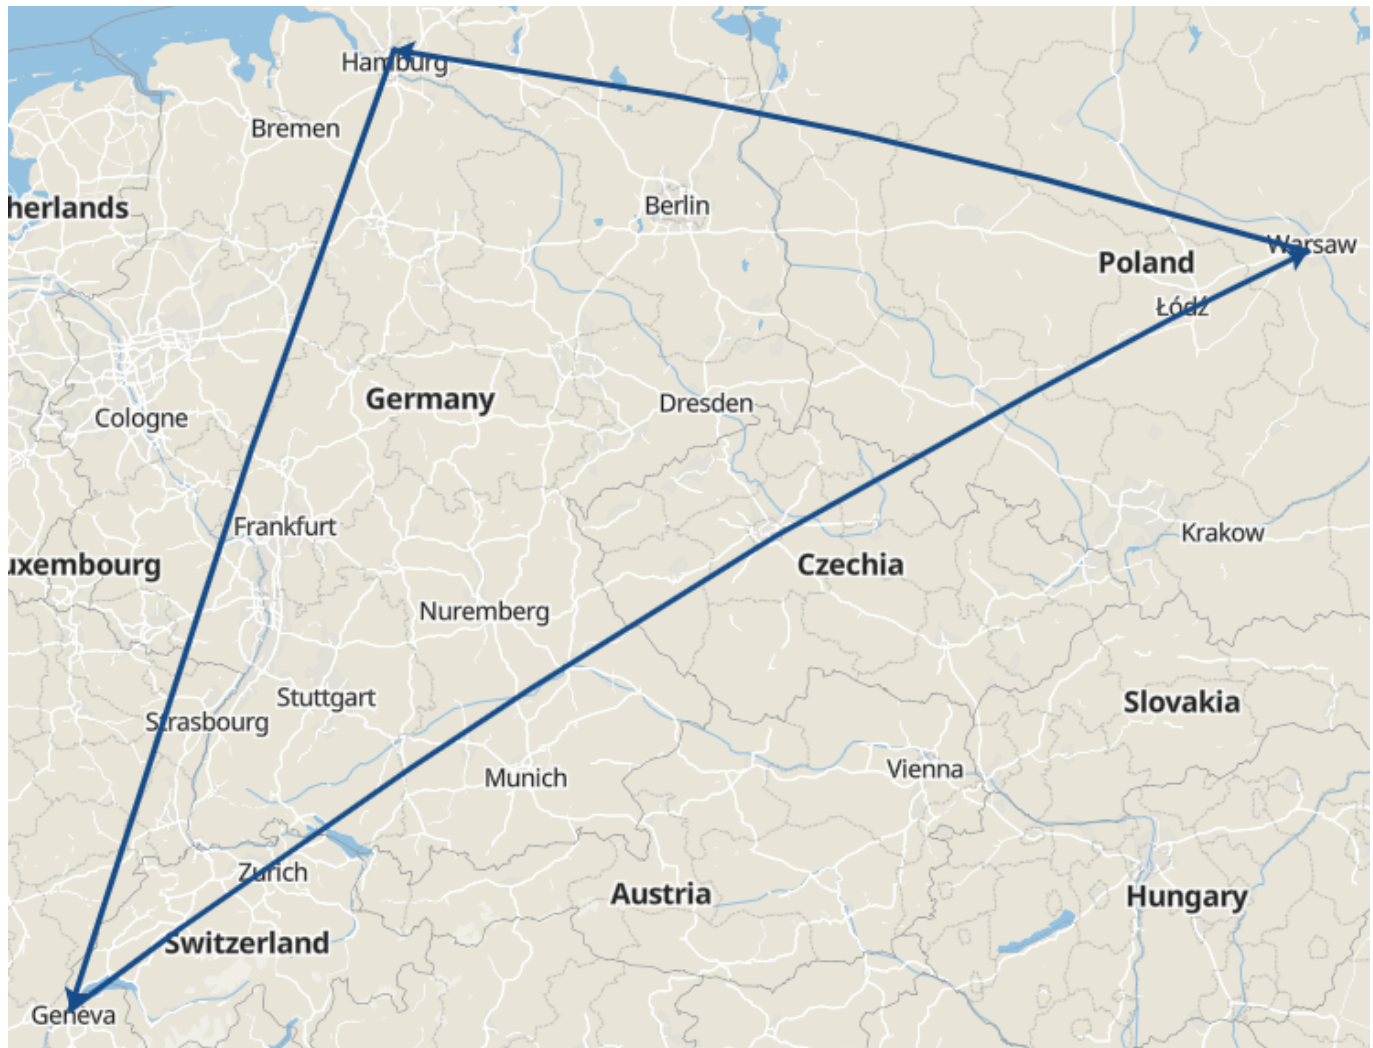 Hamburg
Bremen
herlands
Berlin
Warsaw
Poland
Łódź
Germany
Dresden
Cologne
Frankfurt
Krakow
uxembourg
Czechia
Nuremberg
Stuttgart
Slovakia
Strasbourg
Munich
Vienna
Zurich
Austria
Hungary
Switzerland
Geneva